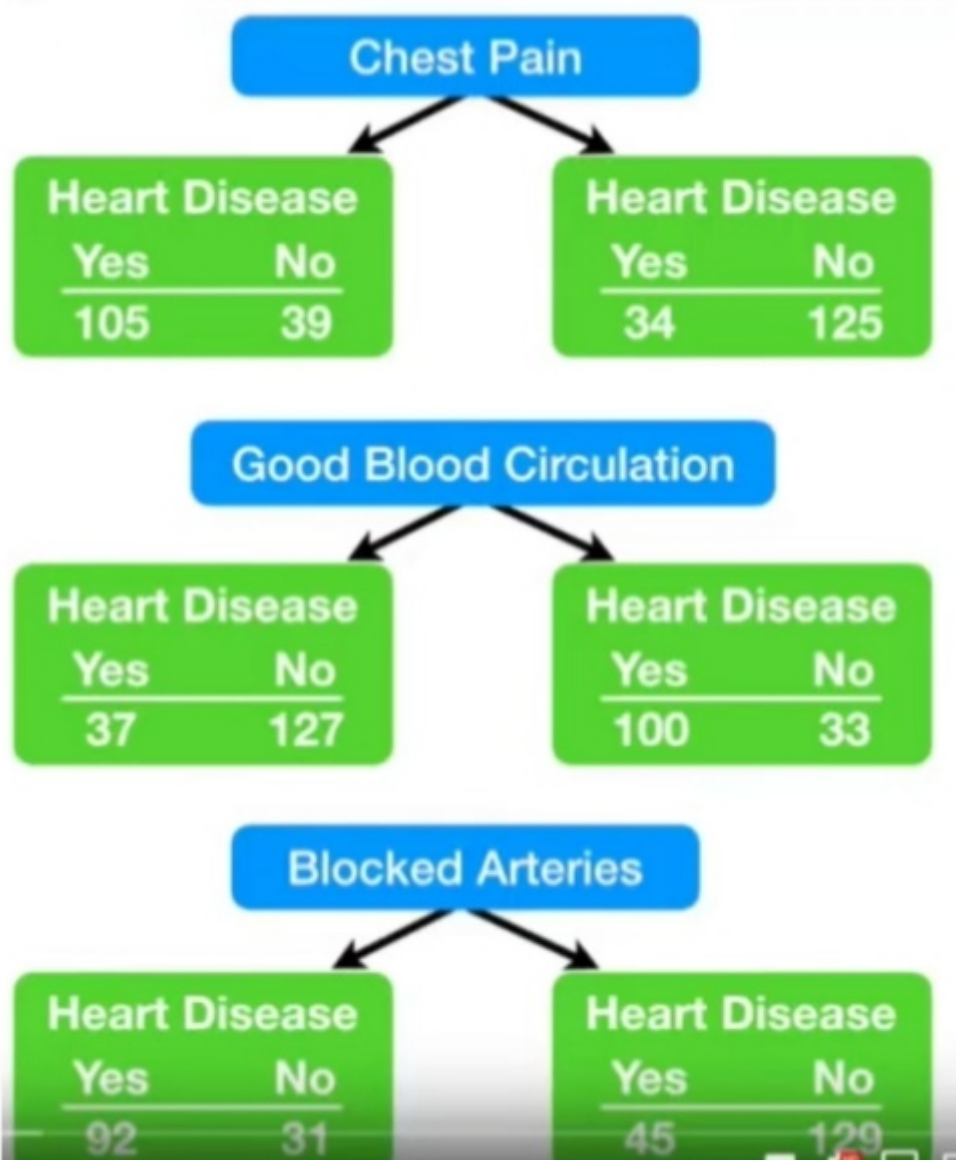 Chest Pain
Heart Disease Heart Disease
Yes No Yes No
105 39 34 125
Good Blood Circulation
Heart Disease Heart Disease
Yes No Yes No
37 127 100 33
Blocked Arteries
Heart Disease Heart Disease
Yes No Yes No
92 31 45 129